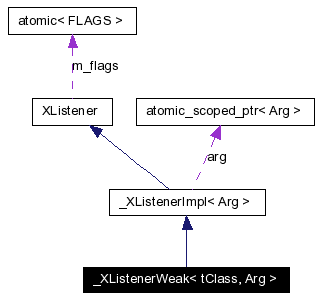 atomic< FLAGS >
m_flags
XListener
atomic_scoped_ptr< Arg >
arg
_XListenerImpl< Arg >
_XListenerWeak< tClass, Arg >